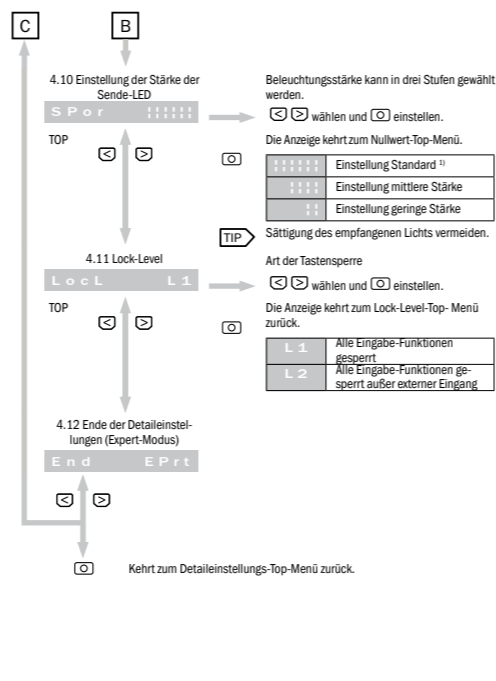 C
B
4.10 Einstellung der Stärke der
Sende-LED
SPor ¦¦¦¦¦¦
TOP
< >
Beleuchtungsstärke kann in drei Stufen gewählt
werden.
< > wählen und O einstellen.
O Die Anzeige kehrt zum Nullwert-Top-Menü.
¦¦¦¦¦¦ Einstellung Standard 1)
¦¦¦¦ Einstellung mittlere Stärke
¦¦ Einstellung geringe Stärke
TIP Sättigung des empfangenen Lichts vermeiden.
4.11 Lock-Level
LocL L1
TOP
< >
Art der Tastensperre
< > wählen und O einstellen.
O Die Anzeige kehrt zum Lock-Level-Top- Menü
zurück.
L1 Alle Eingabe-Funktionen
gesperrt
L2 Alle Eingabe-Funktionen ge-
sperrt außer externer Eingang
4.12 Ende der Detaileinstel-
lungen (Expert-Modus)
End EPrt
< >
O Kehrt zum Detaileinstellungs-Top-Menü zurück.